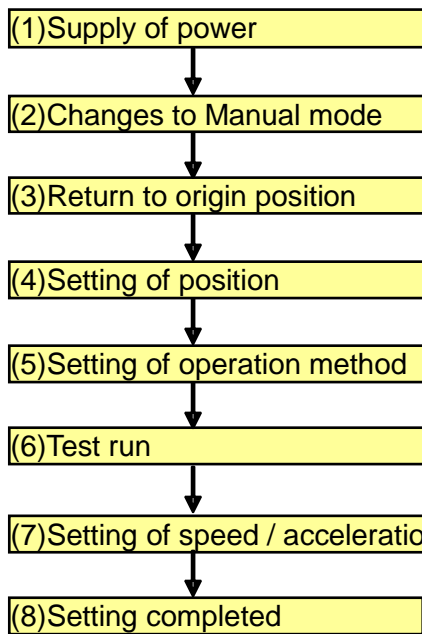 (1)Supply of power
(2)Changes to Manual mode
(3)Return to origin position
(4)Setting of position
(5)Setting of operation method
(6)Test run
(7)Setting of speed / acceleratio
(8)Setting completed